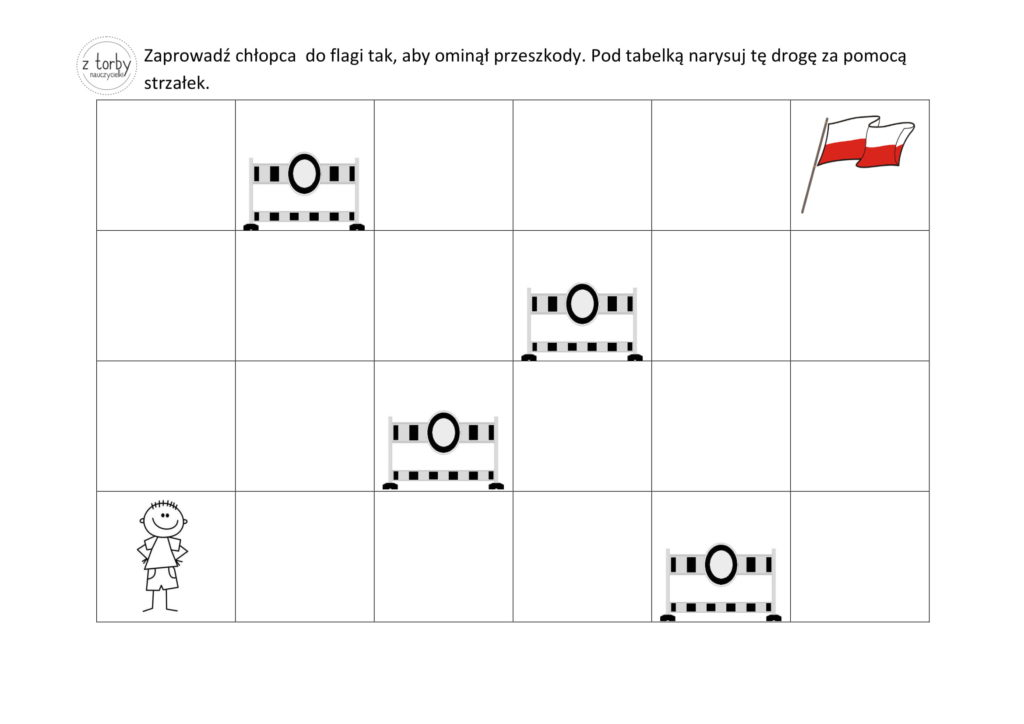 z torby
nauczycielki
Zaprowadź chłopca  do flagi tak, aby ominął przeszkody. Pod tabelką narysuj tę drogę za pomocą
strzałek.